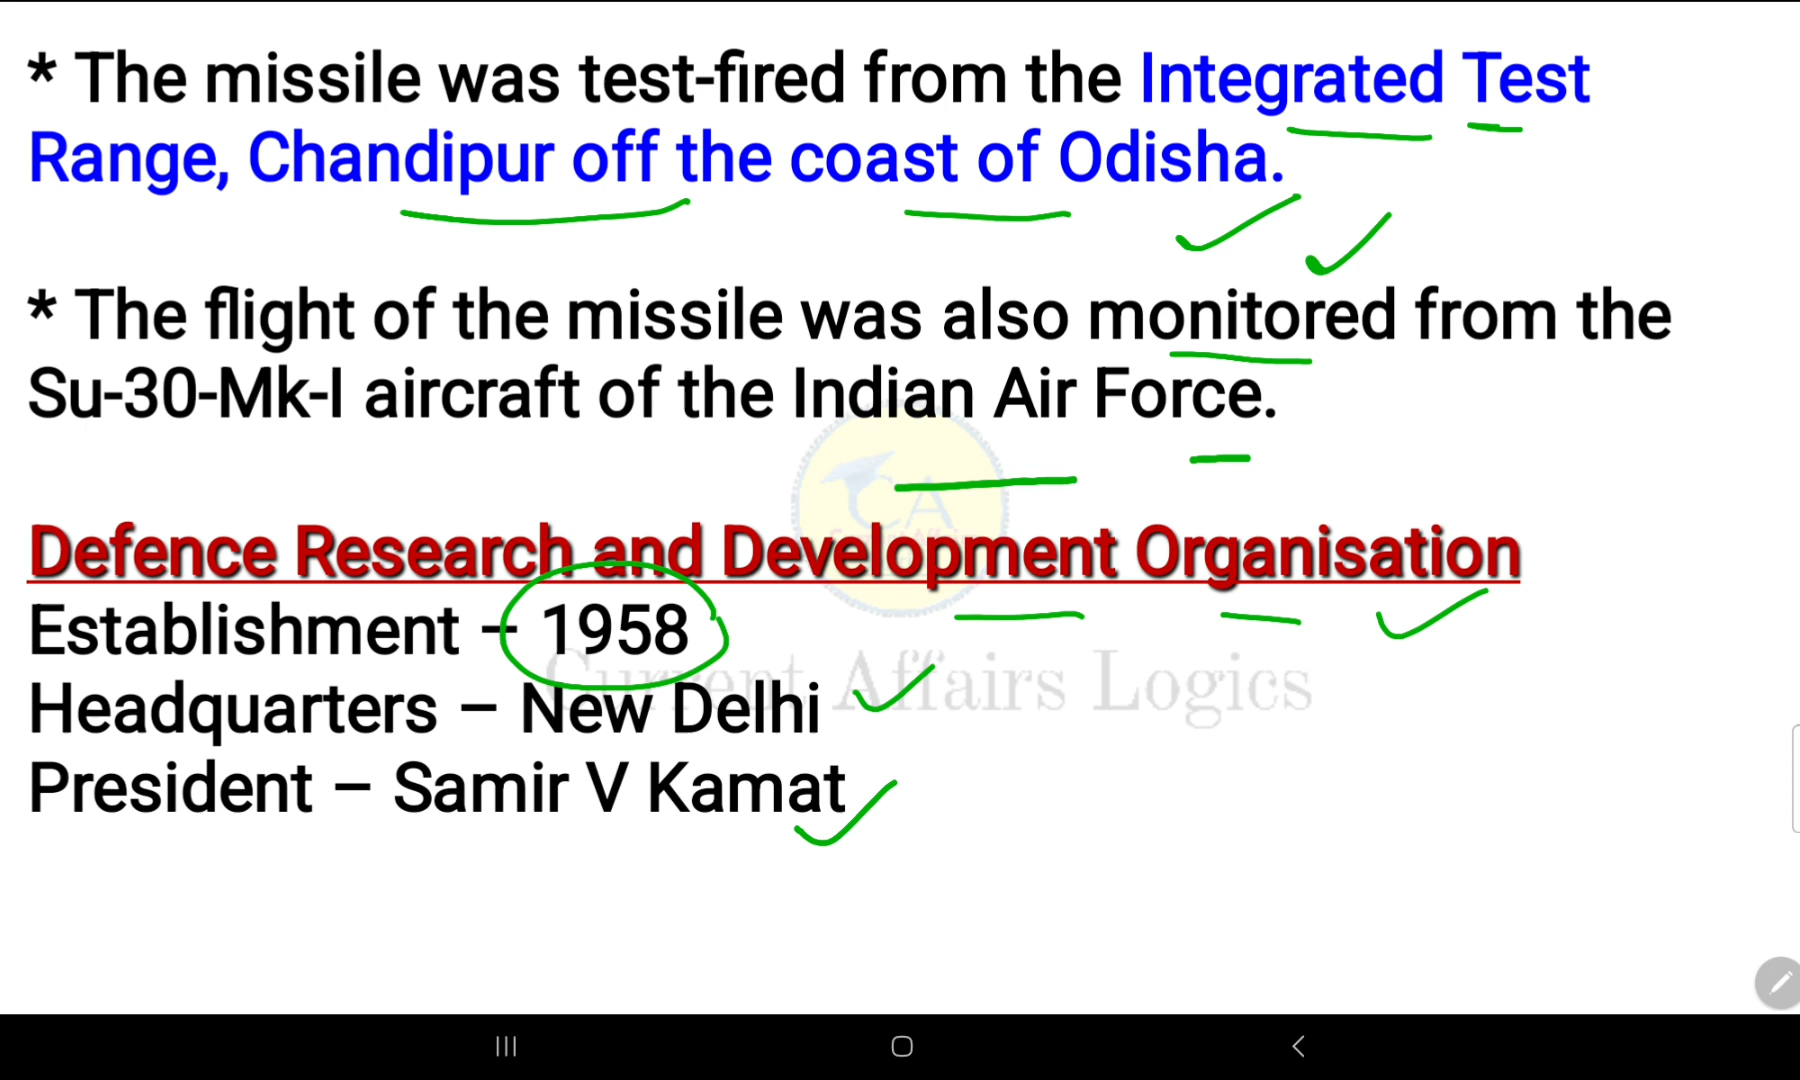 * The missile was test-fired from the Integrated Test
Range, Chandipur off the coast of Odisha.
* The flight of the missile was also monitored from the
Su-30-Mk-I aircraft of the Indian Air Force.
CA
Defence Research and Development Organisation
Establishment – 1958
Current Affairs Logics
Headquarters – New Delhi
President – Samir V Kamat